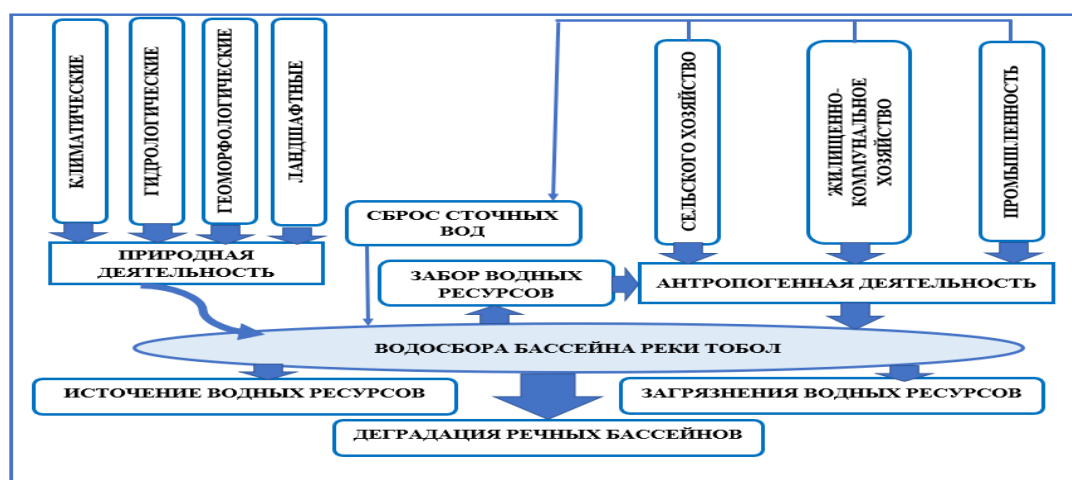 КЛИМАТИЧЕСКИЕ
ГИДРОЛОГИЧЕСКИЕ
ГЕОМОРФОЛОГИЧЕСКИЕ
ЛАНДШАФТНЫЕ
СЕЛЬСКОГО ХОЗЯЙСТВО
ЖИЛИЩЕННО-
КОММУНАЛЬНОЕ
ХОЗЯЙСТВО
ПРОМЫШЛЕННОСТЬ
СБРОС СТОЧНЫХ
ВОД
ПРИРОДНАЯ
ДЕЯТЕЛЬНОСТЬ
ЗАБОР ВОДНЫХ
РЕСУРСОВ
АНТРОПОГЕННАЯ ДЕЯТЕЛЬНОСТЬ
ВОДОСБОРА БАССЕЙНА РЕКИ ТОБОЛ
ИСТОЧЕНИЕ ВОДНЫХ РЕСУРСОВ
ЗАГРЯЗНЕНИЯ ВОДНЫХ РЕСУРСОВ
ДЕГРАДАЦИЯ РЕЧНЫХ БАССЕЙНОВ